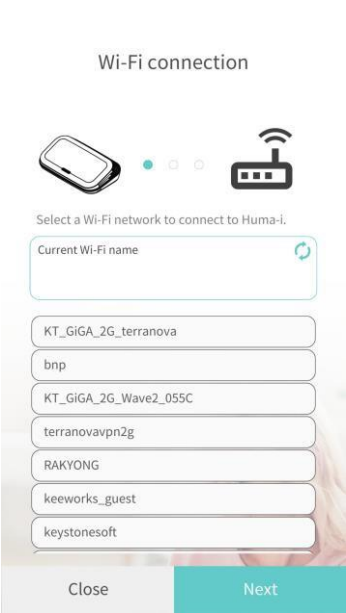 Wi-Fi connection
Select a Wi-Fi network to connect to Huma-i.
Current Wi-Fi name
KT_GiGA_2G_terranova
bnp
KT_GiGA_2G_Wave2_055C
terranovavpn2g
RAKYONG
keeworks_guest
keystonesoft
Close
Next